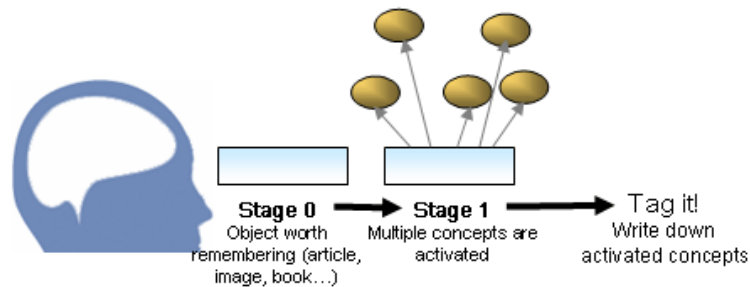 Stage 0
Object worth
remembering (article,
image, book...)
Stage 1
Multiple concepts are
activated
Tag it!
Write down
activated concepts